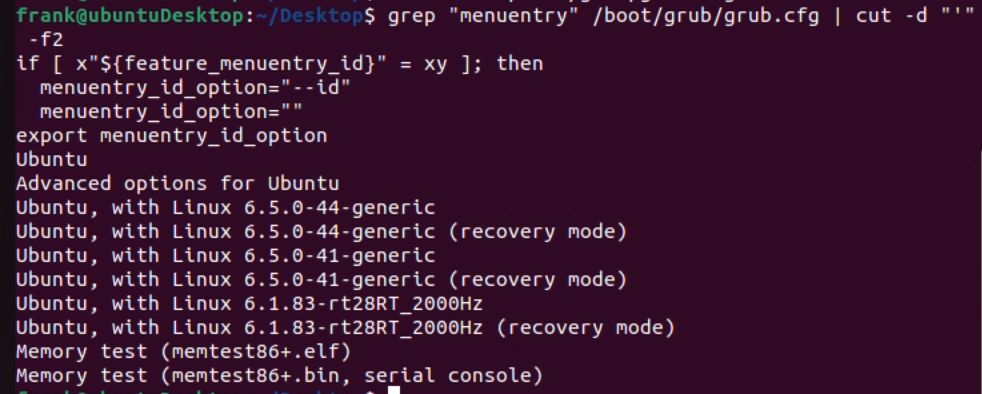 frank@ubuntuDesktop:~/Desktop$ grep "menuentry" /boot/grub/grub.cfg | cut -d "'"
 -f2
if [ x"${feature_menuentry_id}" = xy ]; then
  menuentry_id_option="--id"
  menuentry_id_option=""
export menuentry_id_option
Ubuntu
Advanced options for Ubuntu
Ubuntu, with Linux 6.5.0-44-generic
Ubuntu, with Linux 6.5.0-44-generic (recovery mode)
Ubuntu, with Linux 6.5.0-41-generic
Ubuntu, with Linux 6.5.0-41-generic (recovery mode)
Ubuntu, with Linux 6.1.83-rt28RT_2000Hz
Ubuntu, with Linux 6.1.83-rt28RT_2000Hz (recovery mode)
Memory test (memtest86+.elf)
Memory test (memtest86+.bin, serial console)